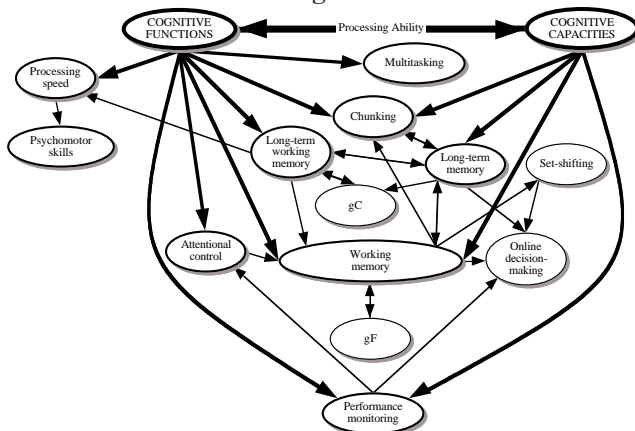 COGNITIVE
FUNCTIONS
Processing Ability
COGNITIVE
CAPACITIES
Multitasking
Processing
speed
Chunking
Psychomotor
skills
Long-term
working
memory
Long-term
memory
Set-shifting
gC
Attentional
control
Working
memory
Online
decision-
making
gF
Performance
monitoring